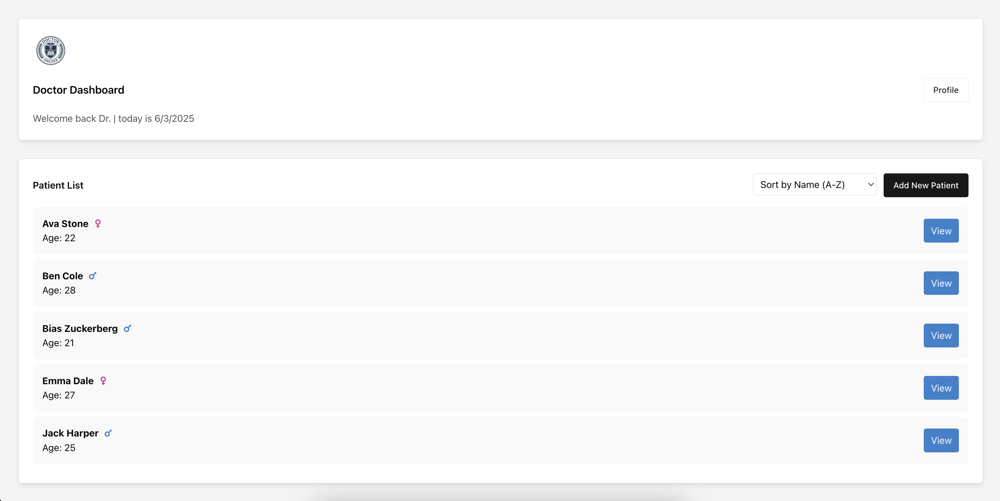 DOCTOR
ONLINE
Doctor Dashboard
Profile
Welcome back Dr. | today is 6/3/2025
Patient List
Sort by Name (A-Z)
Add New Patient
Ava Stone ♀
Age: 22
View
Ben Cole ♂
Age: 28
View
Bias Zuckerberg ♂
Age: 21
View
Emma Dale ♀
Age: 27
View
Jack Harper ♂
Age: 25
View